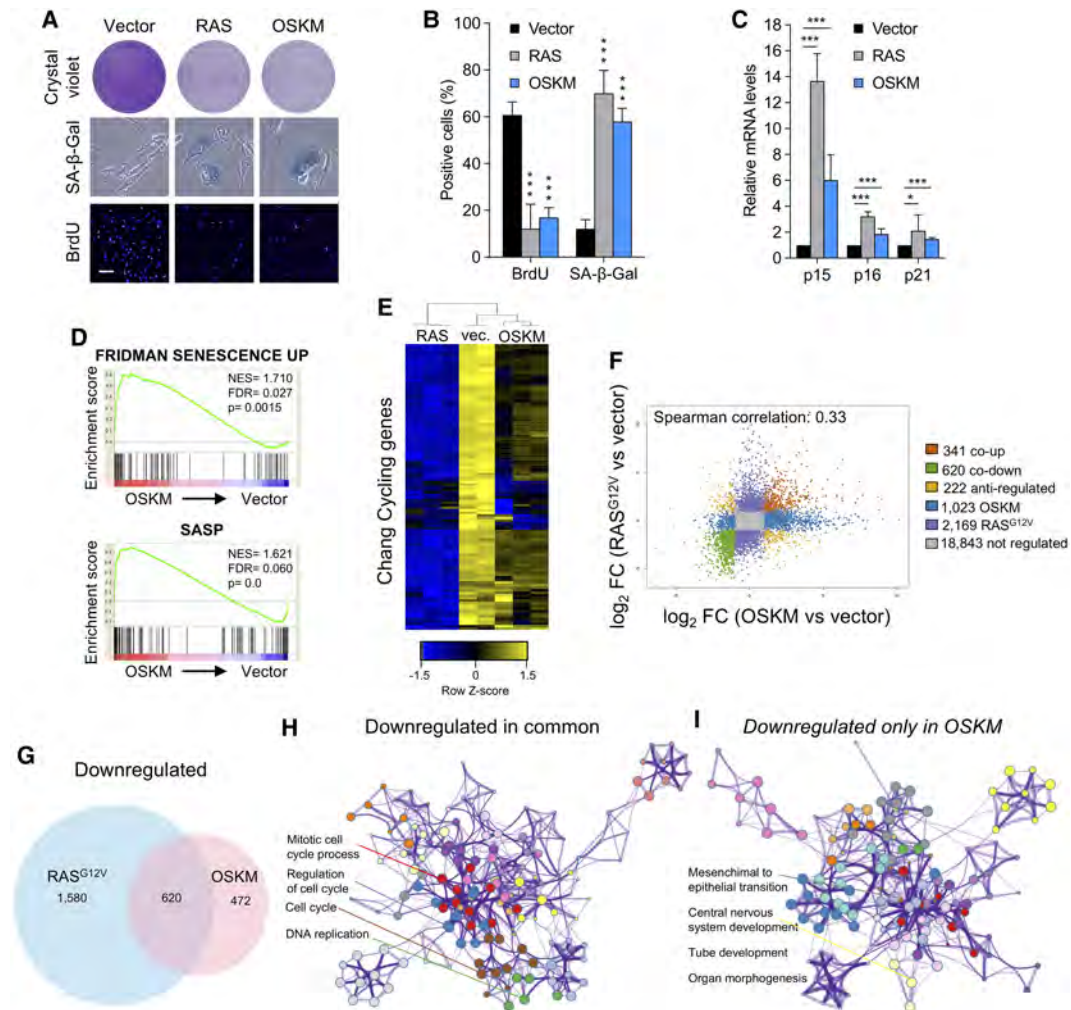 A
Vector
RAS
OSKM
Crystal
violet
SA-β-Gal
BrdU
B
Vector
RAS
OSKM
Positive cells (%)
100
80
60
40
20
0
***
***
***
***
BrdU
SA-β-Gal
C
Vector
RAS
OSKM
Relative mRNA levels
18
16
14
12
10
8
6
4
2
0
***
***
***
***
***
*
p15
p16
p21
D
FRIDMAN SENESCENCE UP
Enrichment score
NES= 1.710
FDR= 0.027
p= 0.0015
OSKM
Vector
SASP
Enrichment score
NES= 1.621
FDR= 0.060
p= 0.0
OSKM
Vector
E
RAS
vec.
OSKM
Chang Cycling genes
-1.5
0
1.5
Row Z-score
F
Spearman correlation: 0.33
log₂ FC (RASᴳ¹²ⱽ vs vector)
log₂ FC (OSKM vs vector)
341 co-up
620 co-down
222 anti-regulated
1,023 OSKM
2,169 RASᴳ¹²ⱽ
18,843 not regulated
G
Downregulated
RASᴳ¹²ⱽ
1,580
620
OSKM
472
H
Downregulated in common
Mitotic cell
cycle process
Regulation
of cell cycle
Cell cycle
DNA replication
I
Downregulated only in OSKM
Mesenchimal to
epithelial transition
Central nervous
system development
Tube development
Organ morphogenesis